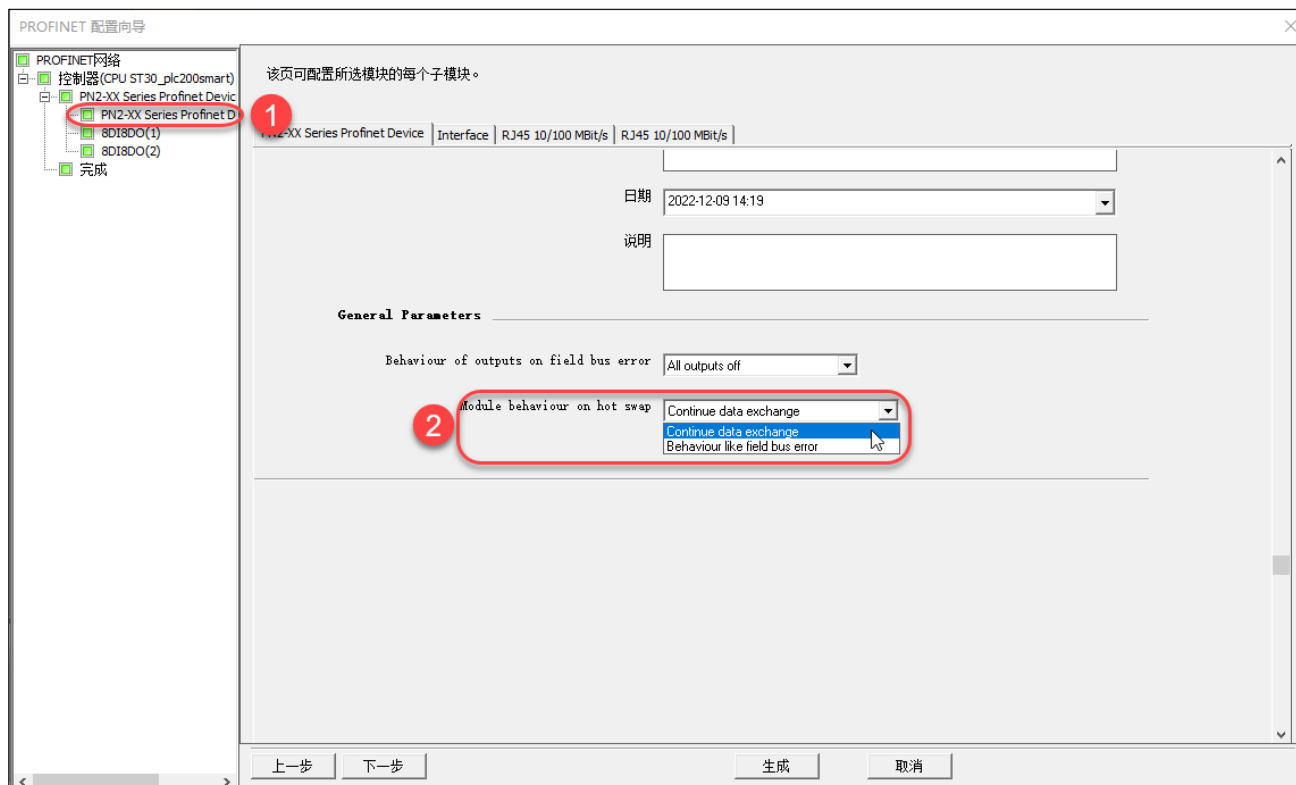 PROFINET 配置向导
PROFINET网络
控制器(CPU ST30_plc200smart)
PN2-XX Series Profinet Devic
PN2-XX Series Profinet D
8DI8DO(1)
8DI8DO(2)
完成
1
该页可配置所选模块的每个子模块。
PN2-XX Series Profinet Device
Interface
RJ45 10/100 MBit/s
RJ45 10/100 MBit/s
日期
2022-12-09 14:19
说明
General Parameters
Behaviour of outputs on field bus error
All outputs off
2
Module behaviour on hot swap
Continue data exchange
Continue data exchange
Behaviour like field bus error
上一步
下一步
生成
取消